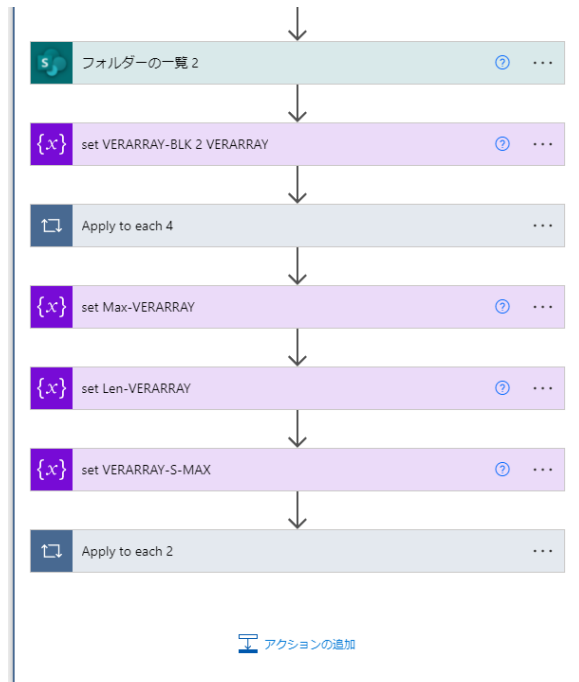 フォルダーの一覧 2
{x} set VERARRAY-BLK 2 VERARRAY
Apply to each 4
{x} set Max-VERARRAY
{x} set Len-VERARRAY
{x} set VERARRAY-S-MAX
Apply to each 2
アクションの追加